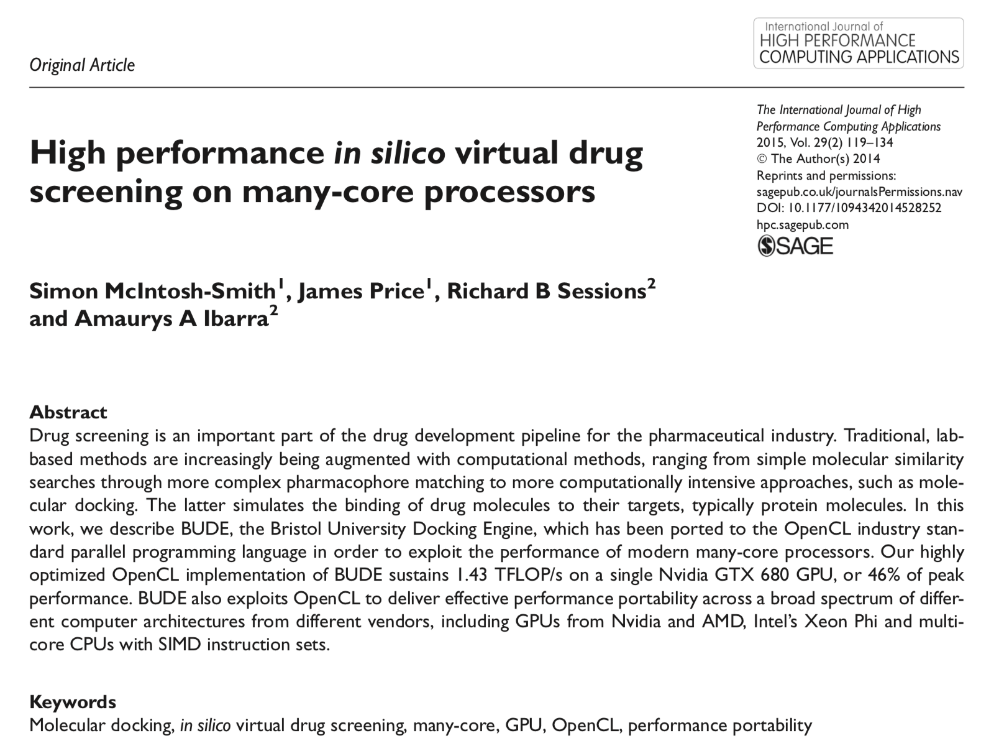 International Journal of
HIGH PERFORMANCE
COMPUTING APPLICATIONS
Original Article
The International Journal of High
Performance Computing Applications
2015, Vol. 29(2) 119–134
© The Author(s) 2014
Reprints and permissions:
sagepub.co.uk/journalsPermissions.nav
DOI: 10.1177/1094342014528252
hpc.sagepub.com
SAGE
High performance in silico virtual drug
screening on many-core processors
Simon McIntosh-Smith¹, James Price¹, Richard B Sessions²
and Amaurys A Ibarra²
Abstract
Drug screening is an important part of the drug development pipeline for the pharmaceutical industry. Traditional, lab-
based methods are increasingly being augmented with computational methods, ranging from simple molecular similarity
searches through more complex pharmacophore matching to more computationally intensive approaches, such as mole-
cular docking. The latter simulates the binding of drug molecules to their targets, typically protein molecules. In this
work, we describe BUDE, the Bristol University Docking Engine, which has been ported to the OpenCL industry stan-
dard parallel programming language in order to exploit the performance of modern many-core processors. Our highly
optimized OpenCL implementation of BUDE sustains 1.43 TFLOP/s on a single Nvidia GTX 680 GPU, or 46% of peak
performance. BUDE also exploits OpenCL to deliver effective performance portability across a broad spectrum of differ-
ent computer architectures from different vendors, including GPUs from Nvidia and AMD, Intel's Xeon Phi and multi-
core CPUs with SIMD instruction sets.
Keywords
Molecular docking, in silico virtual drug screening, many-core, GPU, OpenCL, performance portability